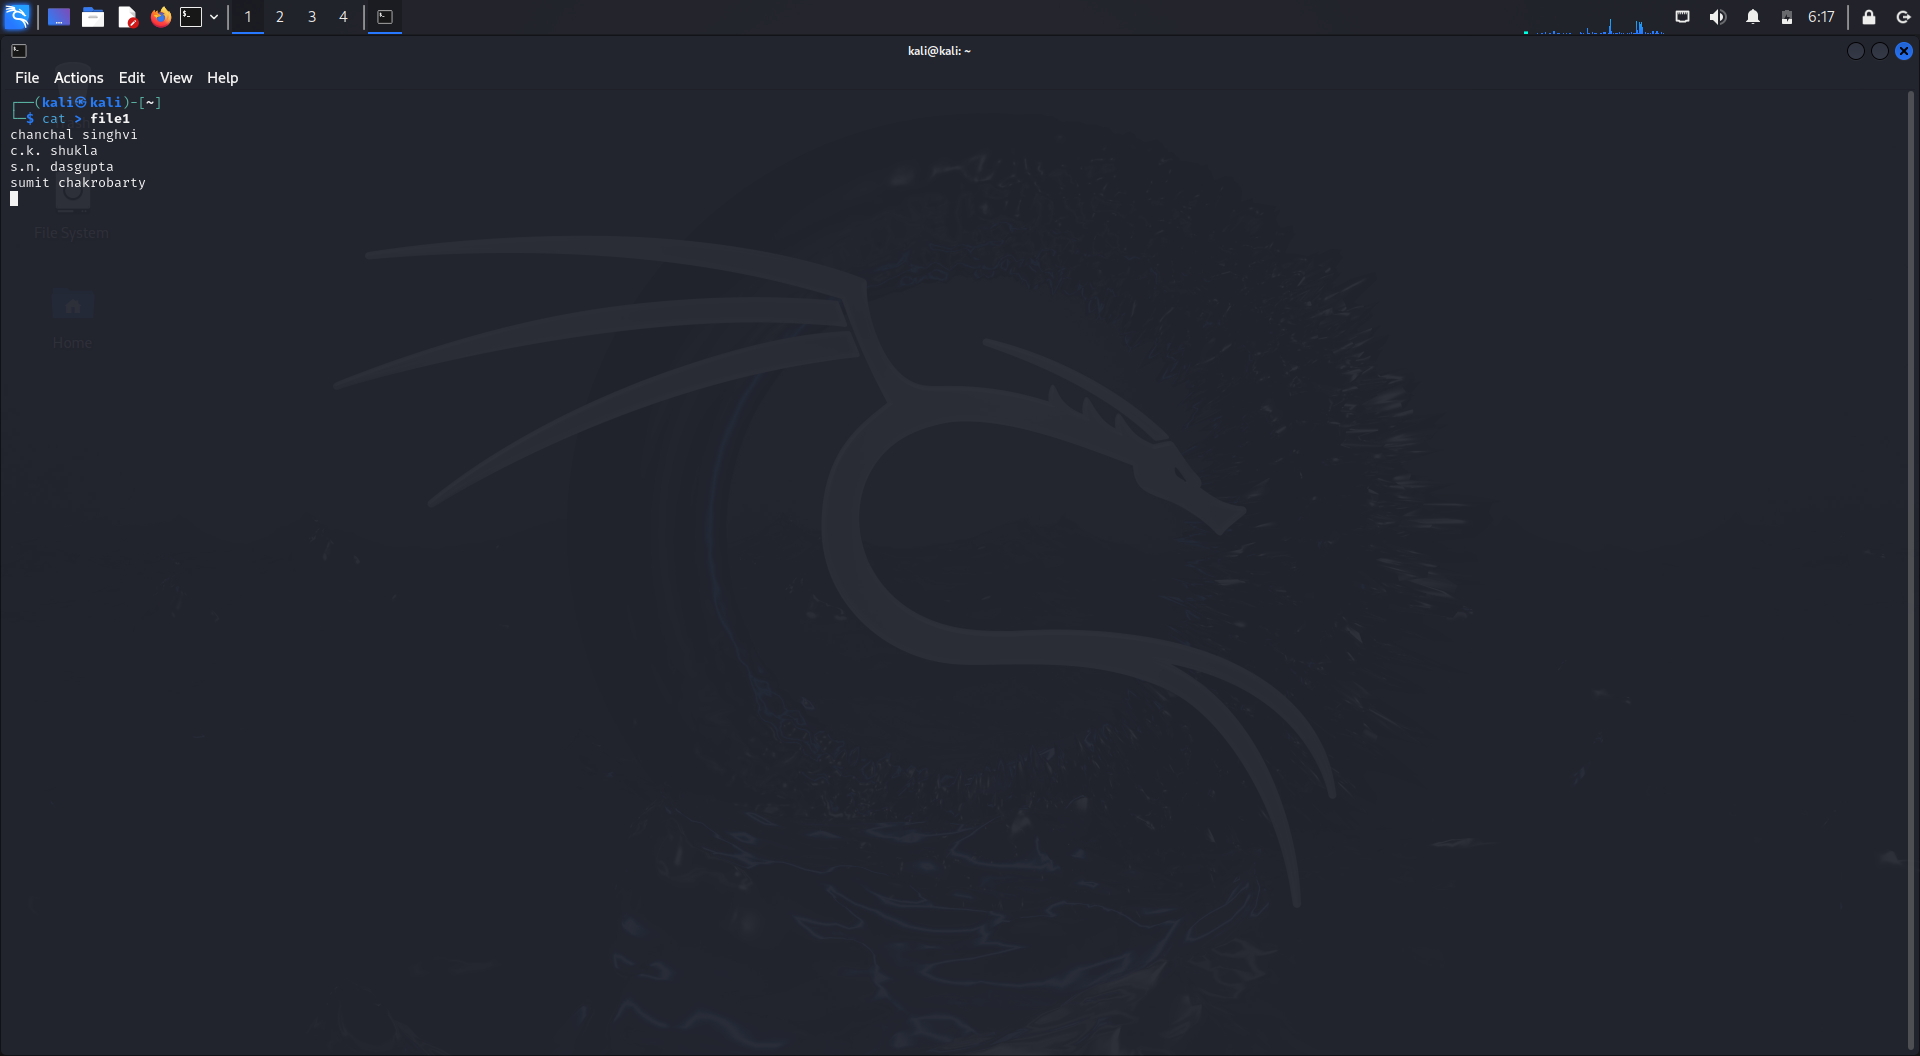 1 2 3 4 6:17
kali@kali: ~
File Actions Edit View Help
┌──(kali㉿kali)-[~]
└─$ cat > file1
chanchal singhvi
c.k. shukla
s.n. dasgupta
sumit chakrobarty
File System
Home